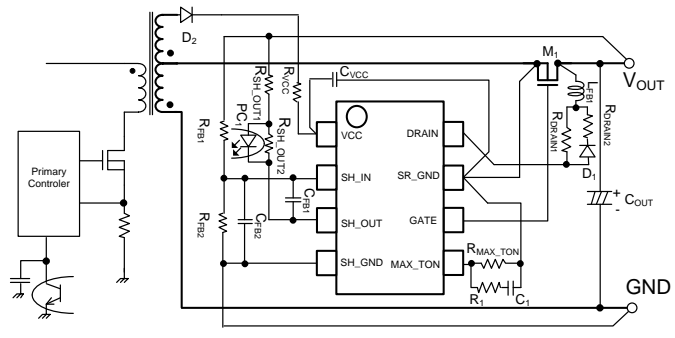 D2
M1
VOUT
CVCC
RSH_OUT1
RVCC
LFB1
RDRAIN1
RDRAIN2
D1
PC1
RSH_OUT2
RFB1
VCC
DRAIN
SH_IN
SR_GND
SH_OUT
GATE
SH_GND
MAX_TON
Primary
Controler
CFB1
CFB2
RFB2
RMAX_TON
R1
C1
+
-
COUT
GND